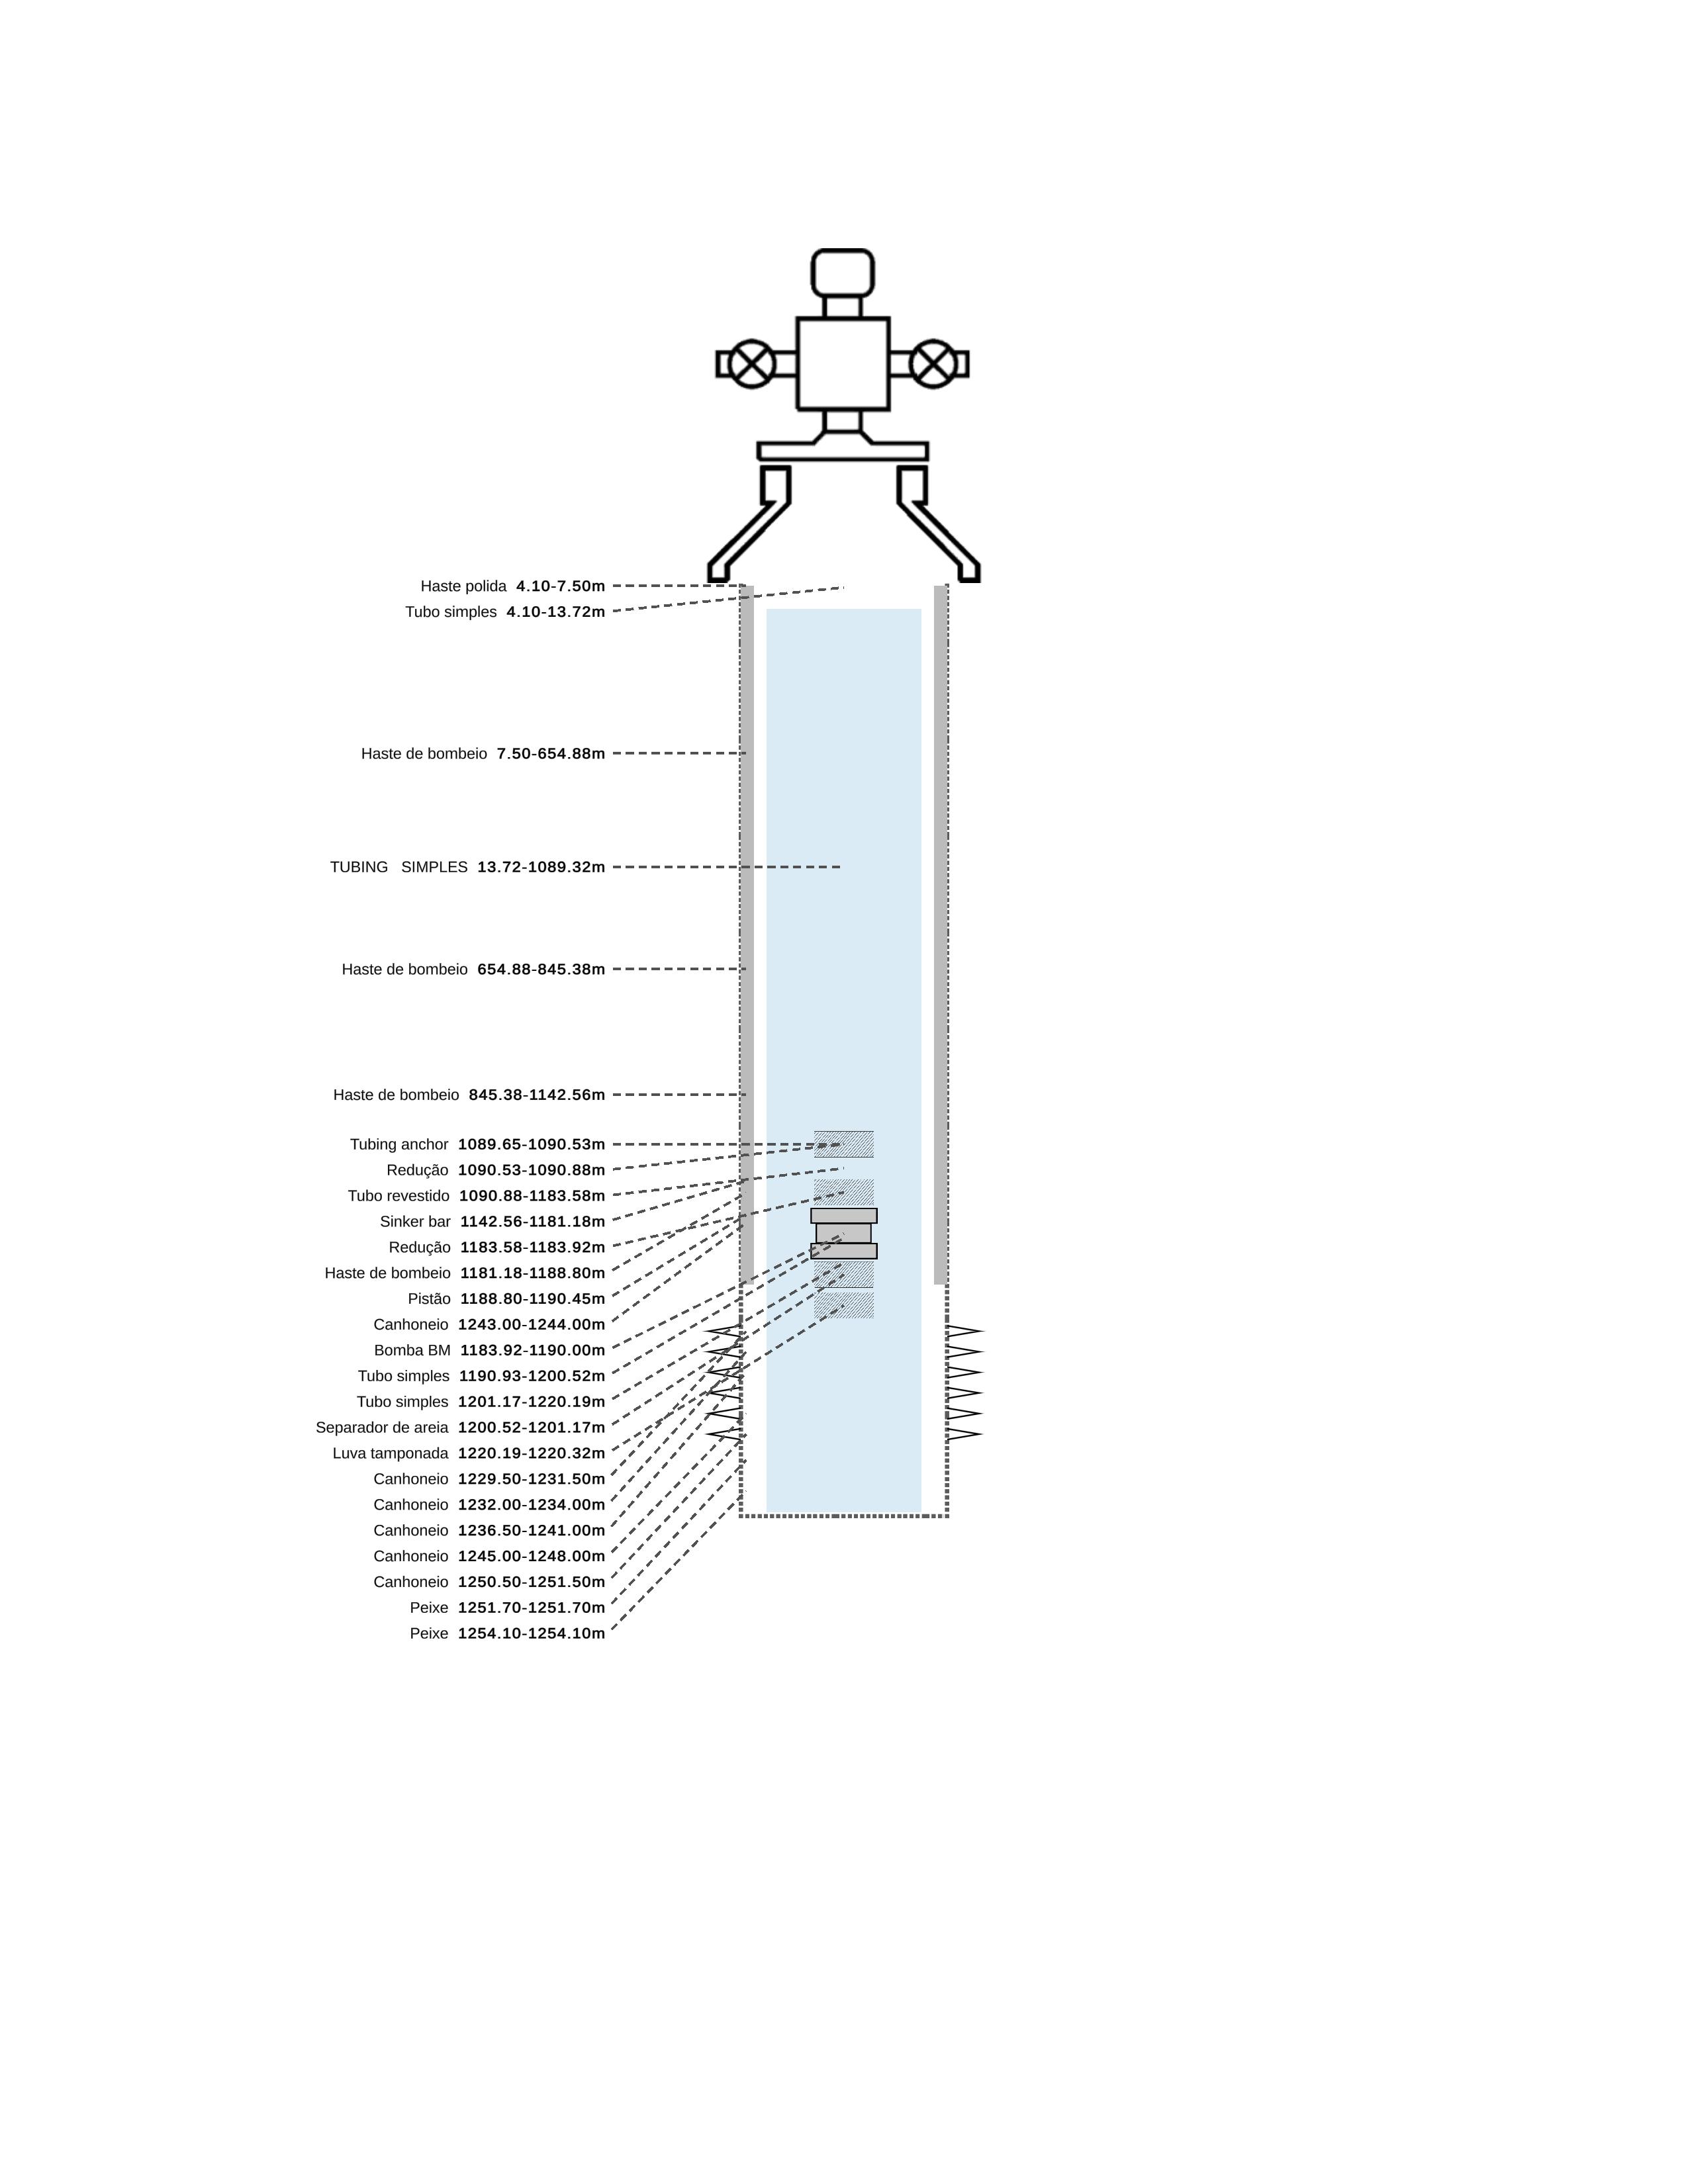 Haste polida 4.10-7.50m
Tubo simples 4.10-13.72m
Haste de bombeio 7.50-654.88m
TUBING SIMPLES 13.72-1089.32m
Haste de bombeio 654.88-845.38m
Haste de bombeio 845.38-1142.56m
Tubing anchor 1089.65-1090.53m
Redução 1090.53-1090.88m
Tubo revestido 1090.88-1183.58m
Sinker bar 1142.56-1181.18m
Redução 1183.58-1183.92m
Haste de bombeio 1181.18-1188.80m
Pistão 1188.80-1190.45m
Canhoneio 1243.00-1244.00m
Bomba BM 1183.92-1190.00m
Tubo simples 1190.93-1200.52m
Tubo simples 1201.17-1220.19m
Separador de areia 1200.52-1201.17m
Luva tamponada 1220.19-1220.32m
Canhoneio 1229.50-1231.50m
Canhoneio 1232.00-1234.00m
Canhoneio 1236.50-1241.00m
Canhoneio 1245.00-1248.00m
Canhoneio 1250.50-1251.50m
Peixe 1251.70-1251.70m
Peixe 1254.10-1254.10m